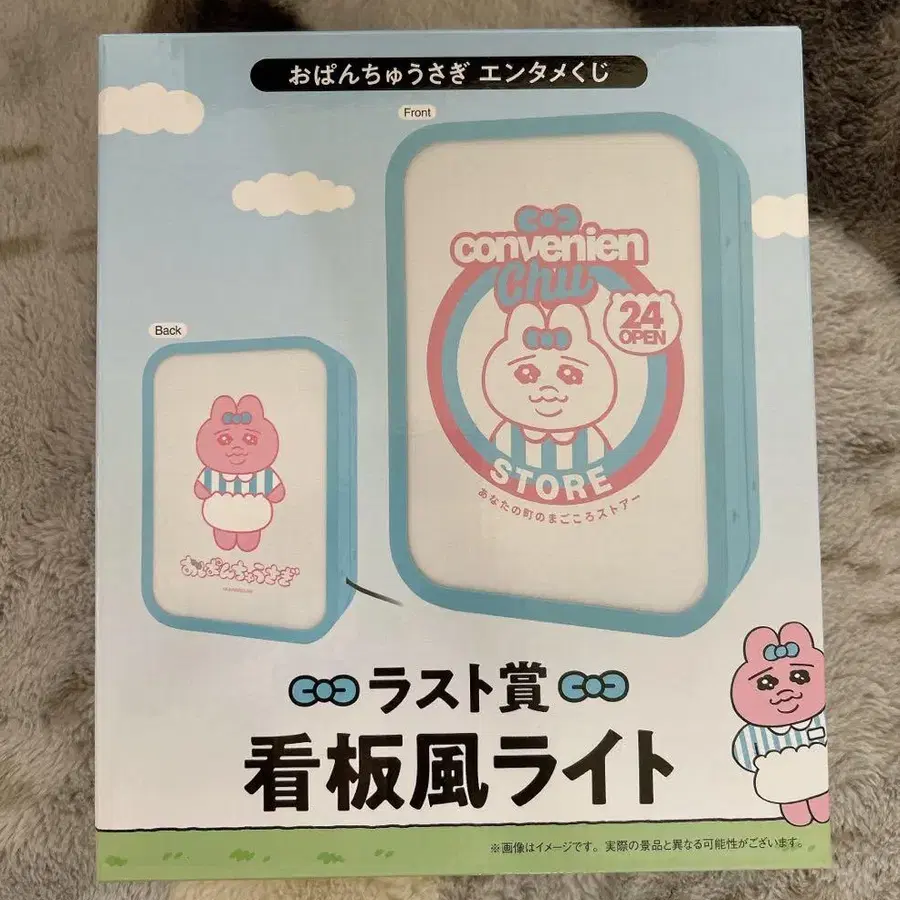 おぱんちゅうさぎ エンタメくじ
Front
convenien
Chu
24
OPEN
STORE
あなたの町のまごころストアー
Back
おぱんちゅうさぎ
ラスト賞
看板風ライト
※画像はイメージです。実際の景品と異なる可能性がございます。